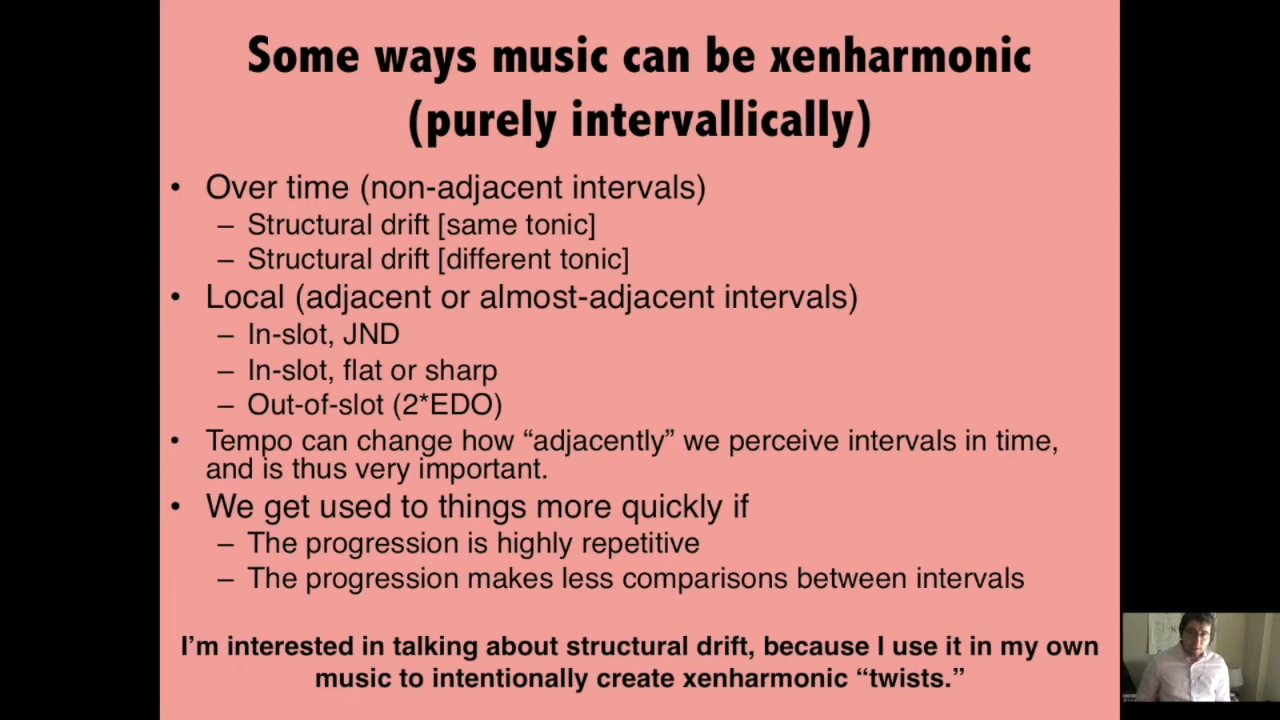 Some ways music can be xenharmonic
(purely intervallically)
• Over time (non-adjacent intervals)
– Structural drift [same tonic]
– Structural drift [different tonic]
• Local (adjacent or almost-adjacent intervals)
– In-slot, JND
– In-slot, flat or sharp
– Out-of-slot (2*EDO)
• Tempo can change how “adjacently” we perceive intervals in time,
and is thus very important.
• We get used to things more quickly if
– The progression is highly repetitive
– The progression makes less comparisons between intervals
I’m interested in talking about structural drift, because I use it in my own
music to intentionally create xenharmonic “twists.”